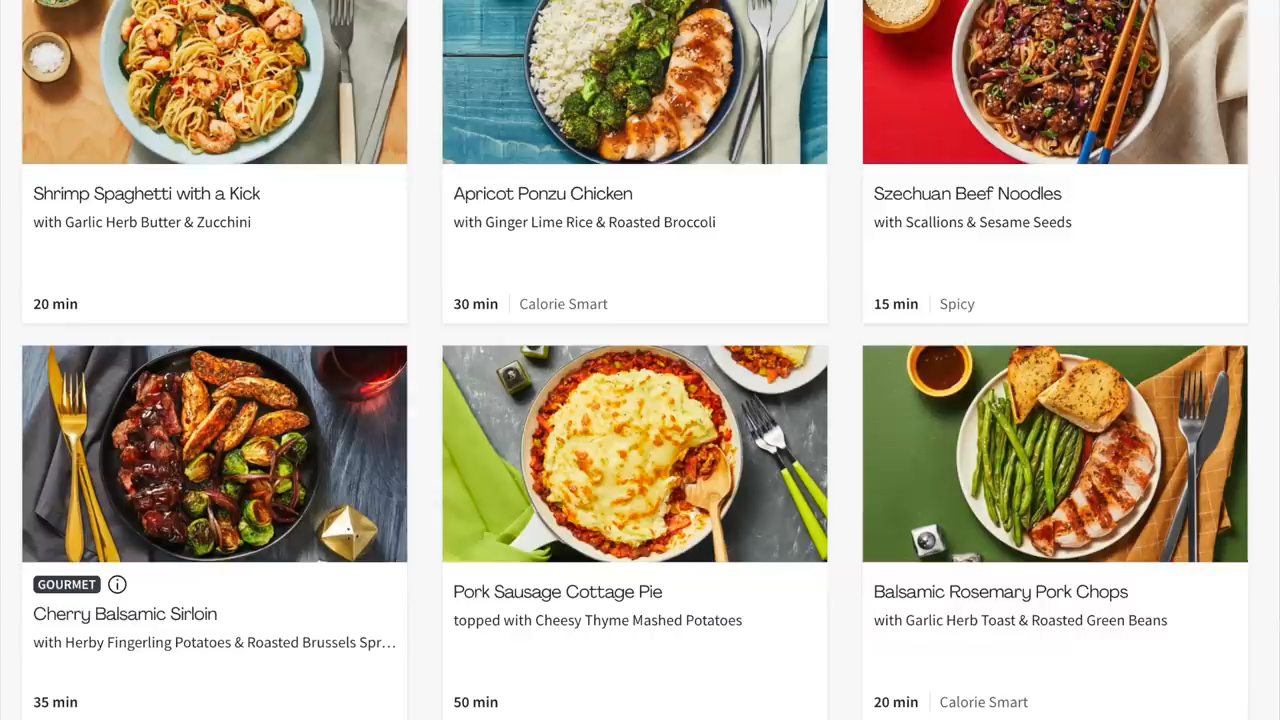 Shrimp Spaghetti with a Kick
with Garlic Herb Butter & Zucchini
20 min
Apricot Ponzu Chicken
with Ginger Lime Rice & Roasted Broccoli
30 min Calorie Smart
Szechuan Beef Noodles
with Scallions & Sesame Seeds
15 min Spicy
GOURMET
Cherry Balsamic Sirloin
with Herby Fingerling Potatoes & Roasted Brussels Spr...
35 min
Pork Sausage Cottage Pie
topped with Cheesy Thyme Mashed Potatoes
50 min
Balsamic Rosemary Pork Chops
with Garlic Herb Toast & Roasted Green Beans
20 min Calorie Smart